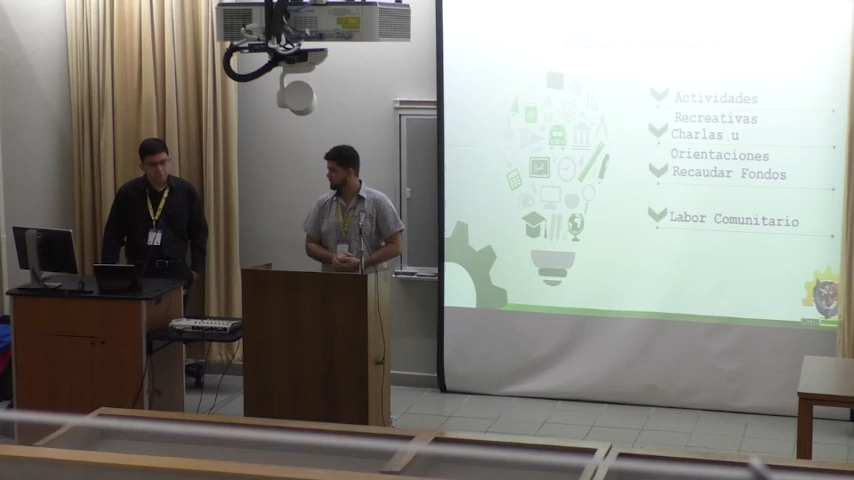 Actividades
Recreativas
Charlas u
Orientaciones
Recaudar Fondos
Labor Comunitario